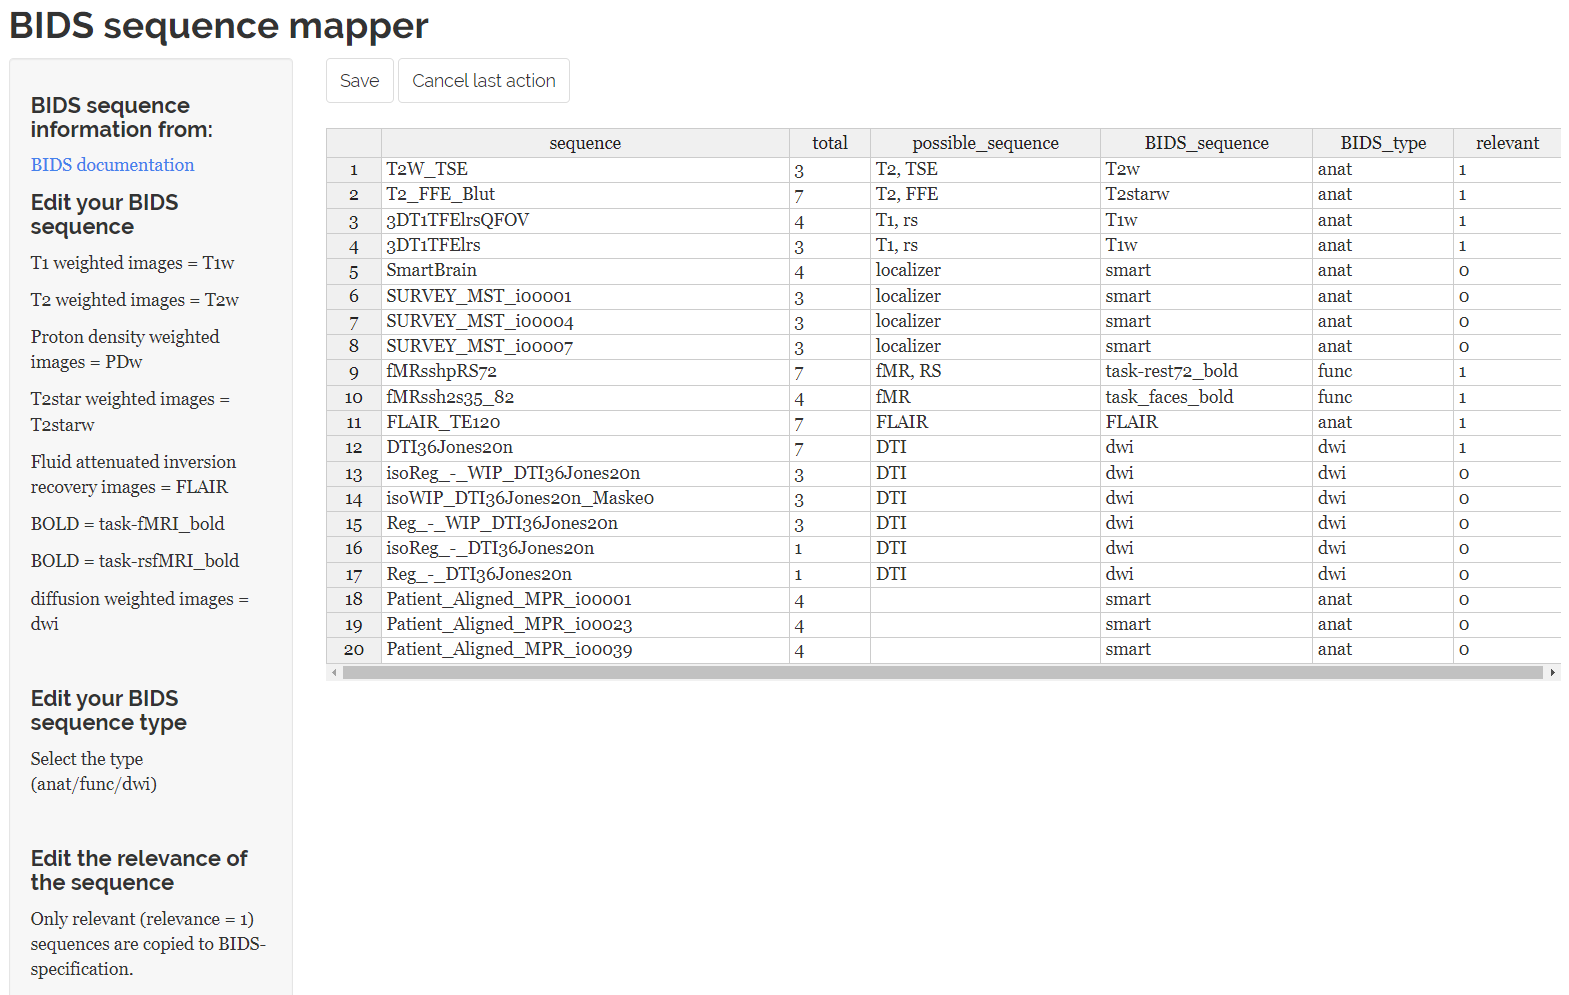 BIDS sequence mapper
BIDS sequence
information from:
BIDS documentation
Edit your BIDS
sequence
T1 weighted images = T1w
T2 weighted images = T2w
Proton density weighted
images = PDw
T2star weighted images =
T2starw
Fluid attenuated inversion
recovery images = FLAIR
BOLD = task-fMRI_bold
BOLD = task-rsfMRI_bold
diffusion weighted images =
dwi
Edit your BIDS
sequence type
Select the type
(anat/func/dwi)
Edit the relevance of
the sequence
Only relevant (relevance = 1)
sequences are copied to BIDS-
specification.
Save Cancel last action
sequence total possible_sequence BIDS_sequence BIDS_type relevant
1 T2W_TSE 3 T2, TSE T2w anat 1
2 T2_FFE_Blut 7 T2, FFE T2starw anat 1
3 3DT1TFElrsQFOV 4 T1, rs T1w anat 1
4 3DT1TFElrs 3 T1, rs T1w anat 1
5 SmartBrain 4 localizer smart anat 0
6 SURVEY_MST_i00001 3 localizer smart anat 0
7 SURVEY_MST_i00004 3 localizer smart anat 0
8 SURVEY_MST_i00007 3 localizer smart anat 0
9 fMRsshpRS72 7 fMR, RS task-rest72_bold func 1
10 fMRssh2s35_82 4 fMR task_faces_bold func 1
11 FLAIR_TE120 7 FLAIR FLAIR anat 1
12 DTI36Jones20n 7 DTI dwi dwi 1
13 isoReg_-_WIP_DTI36Jones20n 3 DTI dwi dwi 0
14 isoWIP_DTI36Jones20n_Maske0 3 DTI dwi dwi 0
15 Reg_-_WIP_DTI36Jones20n 3 DTI dwi dwi 0
16 isoReg_-_DTI36Jones20n 1 DTI dwi dwi 0
17 Reg_-_DTI36Jones20n 1 DTI dwi dwi 0
18 Patient_Aligned_MPR_i00001 4 smart anat 0
19 Patient_Aligned_MPR_i00023 4 smart anat 0
20 Patient_Aligned_MPR_i00039 4 smart anat 0